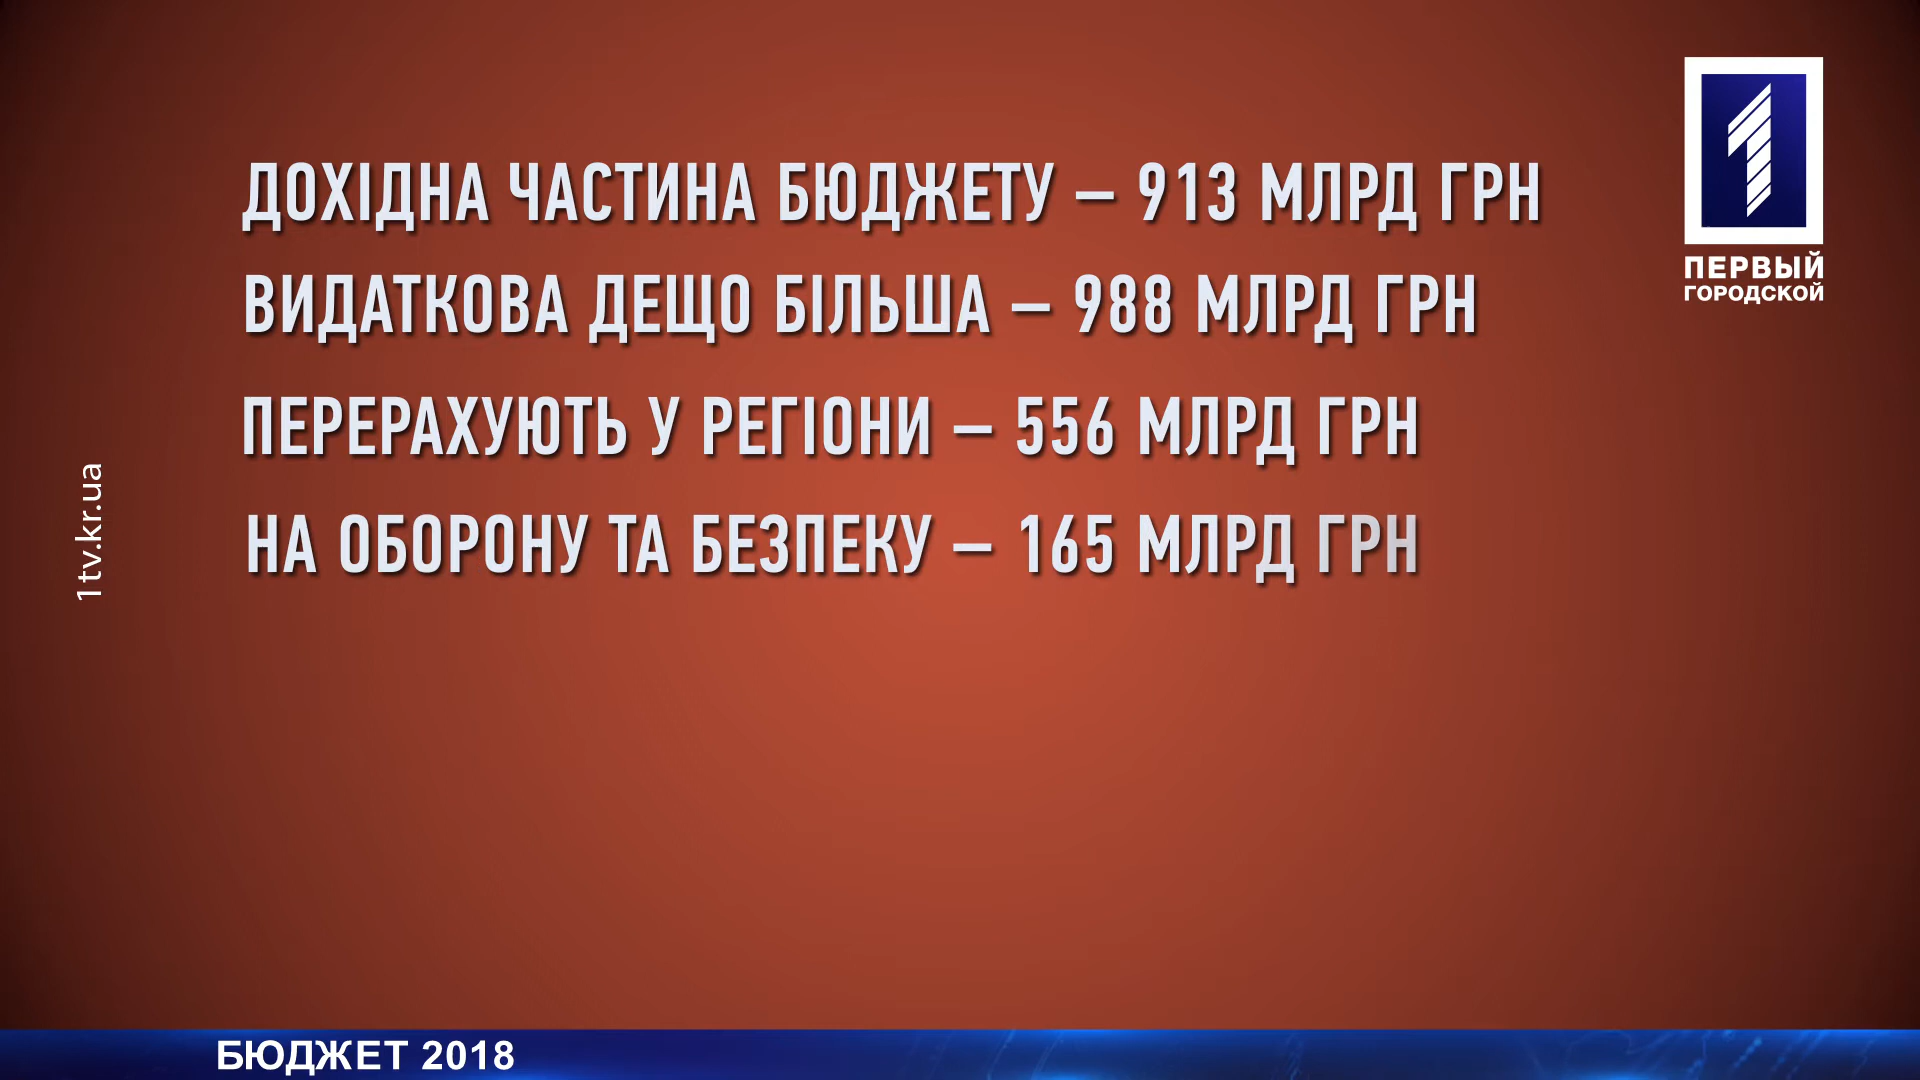 ДОХІДНА ЧАСТИНА БЮДЖЕТУ – 913 МЛРД ГРН
ВИДАТКОВА ДЕЩО БІЛЬША – 988 МЛРД ГРН
ПЕРЕРАХУЮТЬ У РЕГІОНИ – 556 МЛРД ГРН
НА ОБОРОНУ ТА БЕЗПЕКУ – 165 МЛРД ГРН
1
ПЕРВЫЙ
ГОРОДСКОЙ
1tv.kr.ua
БЮДЖЕТ 2018